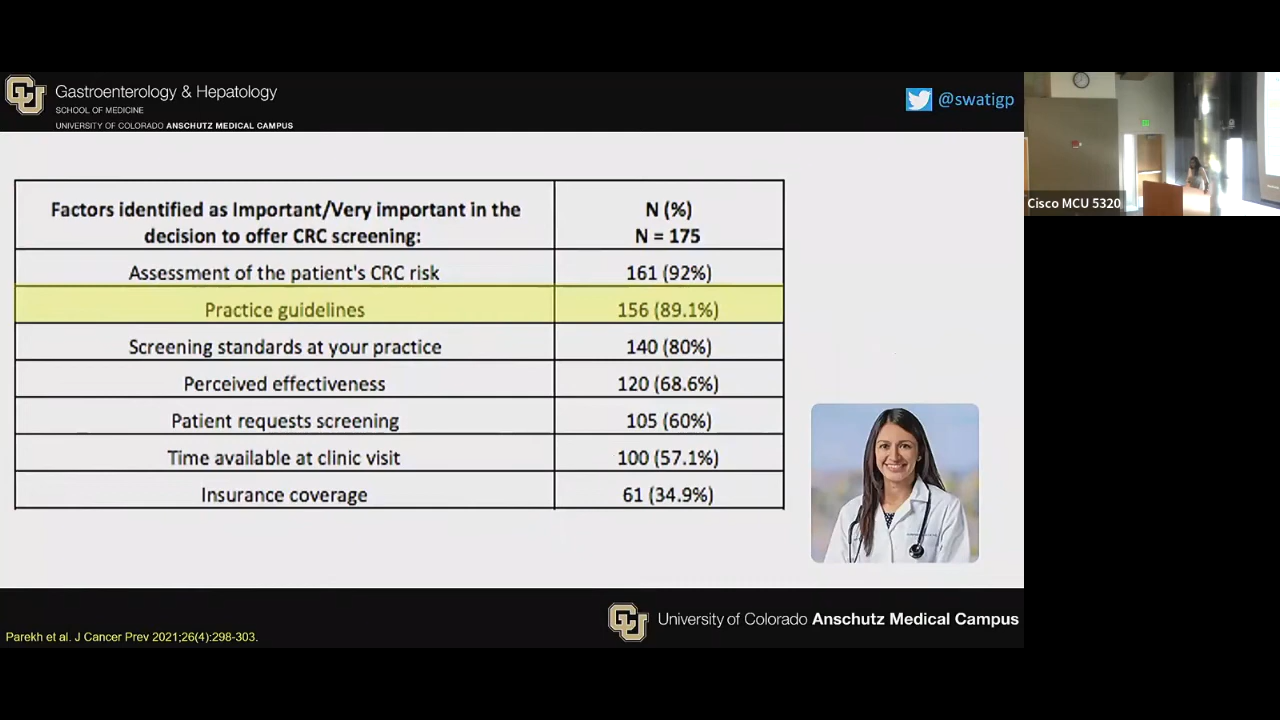 Gastroenterology & Hepatology
SCHOOL OF MEDICINE
UNIVERSITY OF COLORADO ANSCHUTZ MEDICAL CAMPUS
@swatigp
Cisco MCU 5320
Factors identified as Important/Very important in the
decision to offer CRC screening:
N (%)
N = 175
Assessment of the patient's CRC risk 161 (92%)
Practice guidelines 156 (89.1%)
Screening standards at your practice 140 (80%)
Perceived effectiveness 120 (68.6%)
Patient requests screening 105 (60%)
Time available at clinic visit 100 (57.1%)
Insurance coverage 61 (34.9%)
University of Colorado Anschutz Medical Campus
Parekh et al. J Cancer Prev 2021;26(4):298-303.